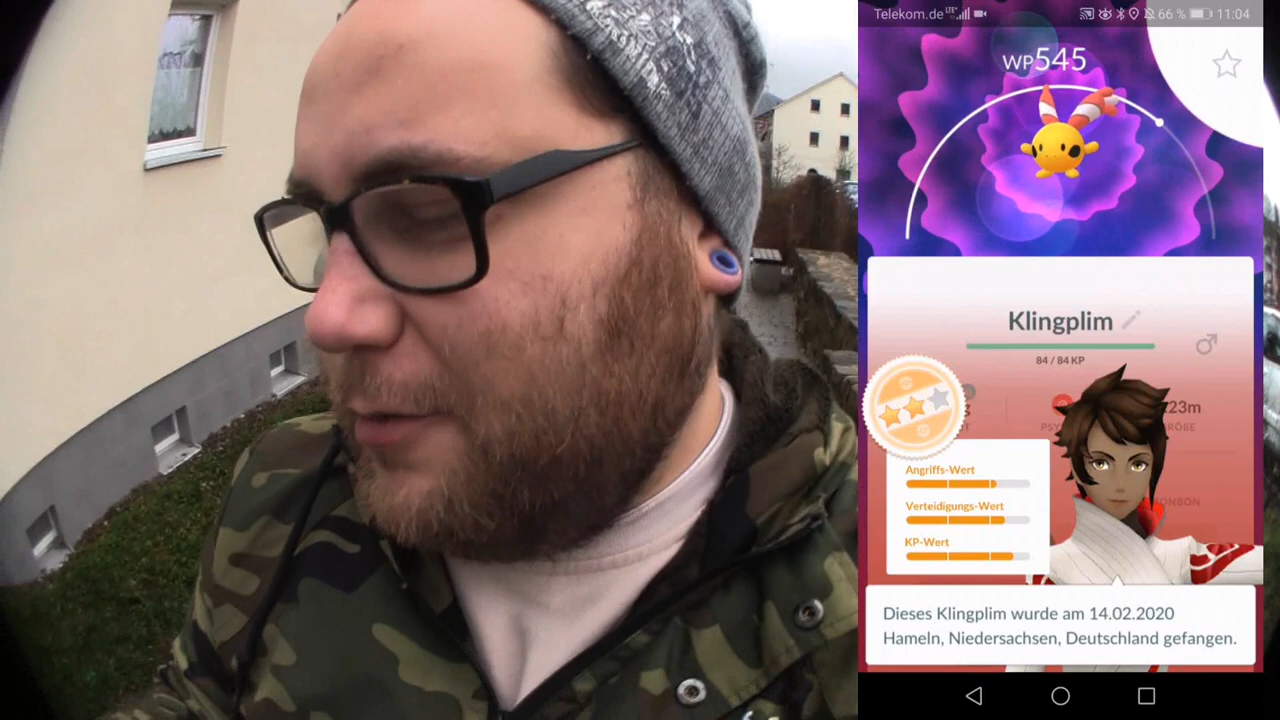 Telekom.de 66 % 11:04
WP545
Klingplim
84 / 84 KP
23m
PSY
Angriffs-Wert
Verteidigungs-Wert
KP-Wert
Dieses Klingplim wurde am 14.02.2020
Hameln, Niedersachsen, Deutschland gefangen.